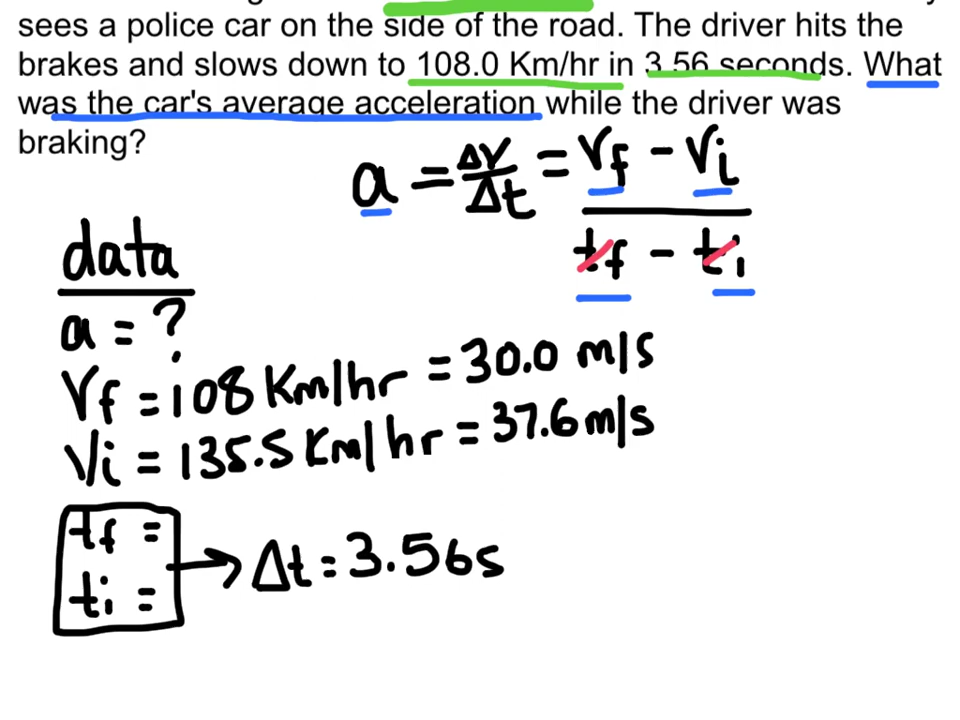 sees a police car on the side of the road. The driver hits the
brakes and slows down to 108.0 Km/hr in 3.56 seconds. What
was the car's average acceleration while the driver was
braking?
a = Δv/Δt = Vf - Vi / tf - ti
data
a = ?
Vf = 108 Km/hr = 30.0 m/s
Vi = 135.5 Km/hr = 37.6 m/s
tf =
ti =
→ Δt = 3.56s